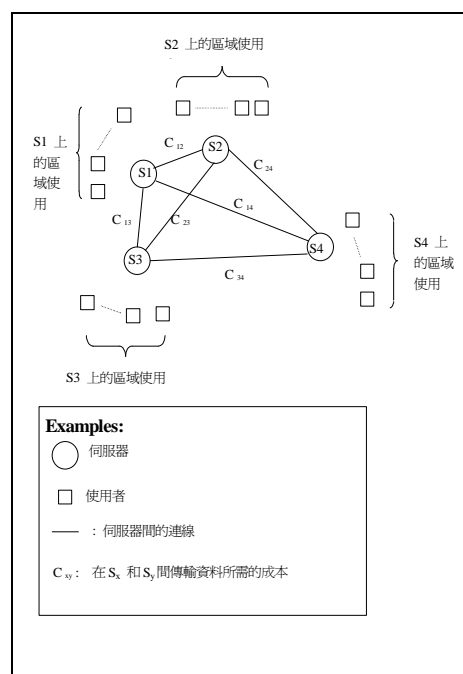 S2 上的區域使用
S1 上
的區
域使
用
C 12
S2
S1
C 24
C 13
C 23
C 14
S4
S3
C 34
S4 上
的區域
使用
S3 上的區域使用
Examples:
伺服器
使用者
: 伺服器間的連線
C xy : 在 Sx 和 Sy間傳輸資料所需的成本